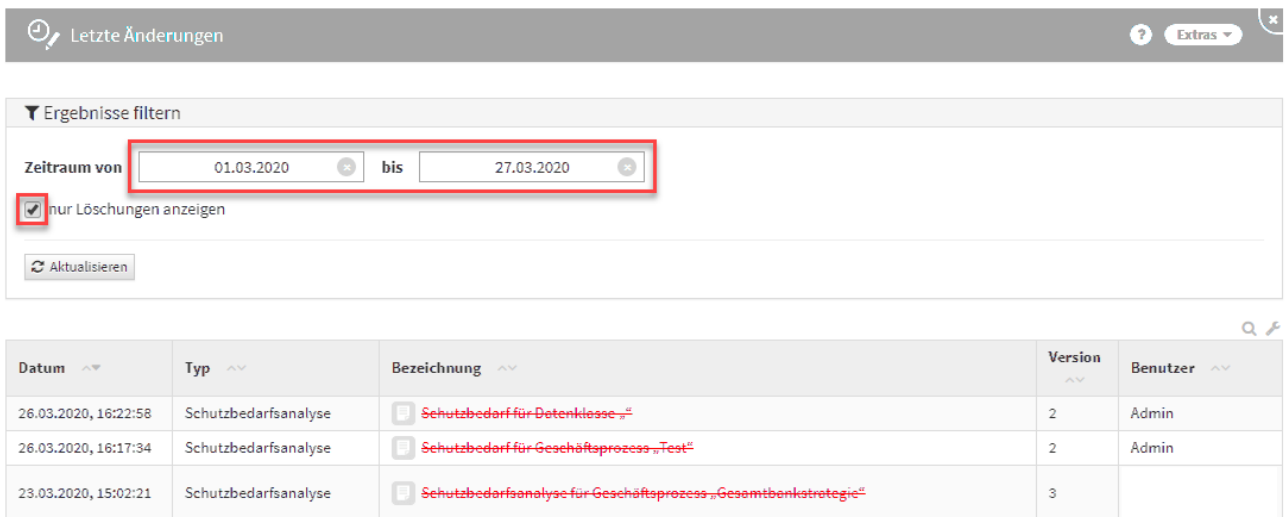 Letzte Änderungen ? Extras
Ergebnisse filtern
Zeitraum von 01.03.2020 bis 27.03.2020
nur Löschungen anzeigen
Aktualisieren
Datum Typ Bezeichnung Version Benutzer
26.03.2020, 16:22:58 Schutzbedarfsanalyse Schutzbedarf für Datenklasse „“ 2 Admin
26.03.2020, 16:17:34 Schutzbedarfsanalyse Schutzbedarf für Geschäftsprozess „Test“ 2 Admin
23.03.2020, 15:02:21 Schutzbedarfsanalyse Schutzbedarfsanalyse für Geschäftsprozess „Gesamtbankstrategie“ 3